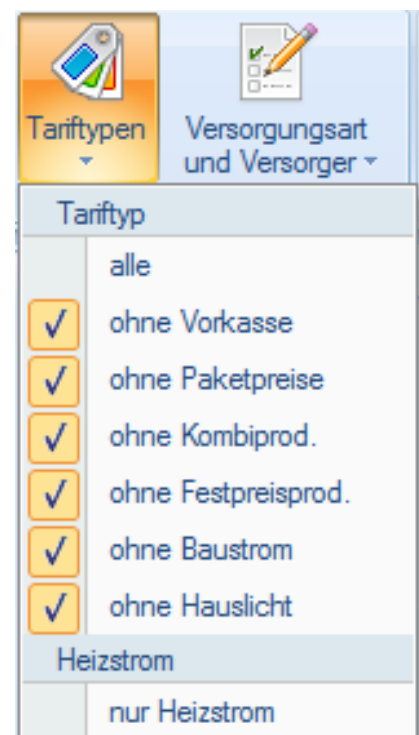 Tariftypen
Versorgungsart
und Versorger
Tariftyp
alle
ohne Vorkasse
ohne Paketpreise
ohne Kombiprod.
ohne Festpreisprod.
ohne Baustrom
ohne Hauslicht
Heizstrom
nur Heizstrom